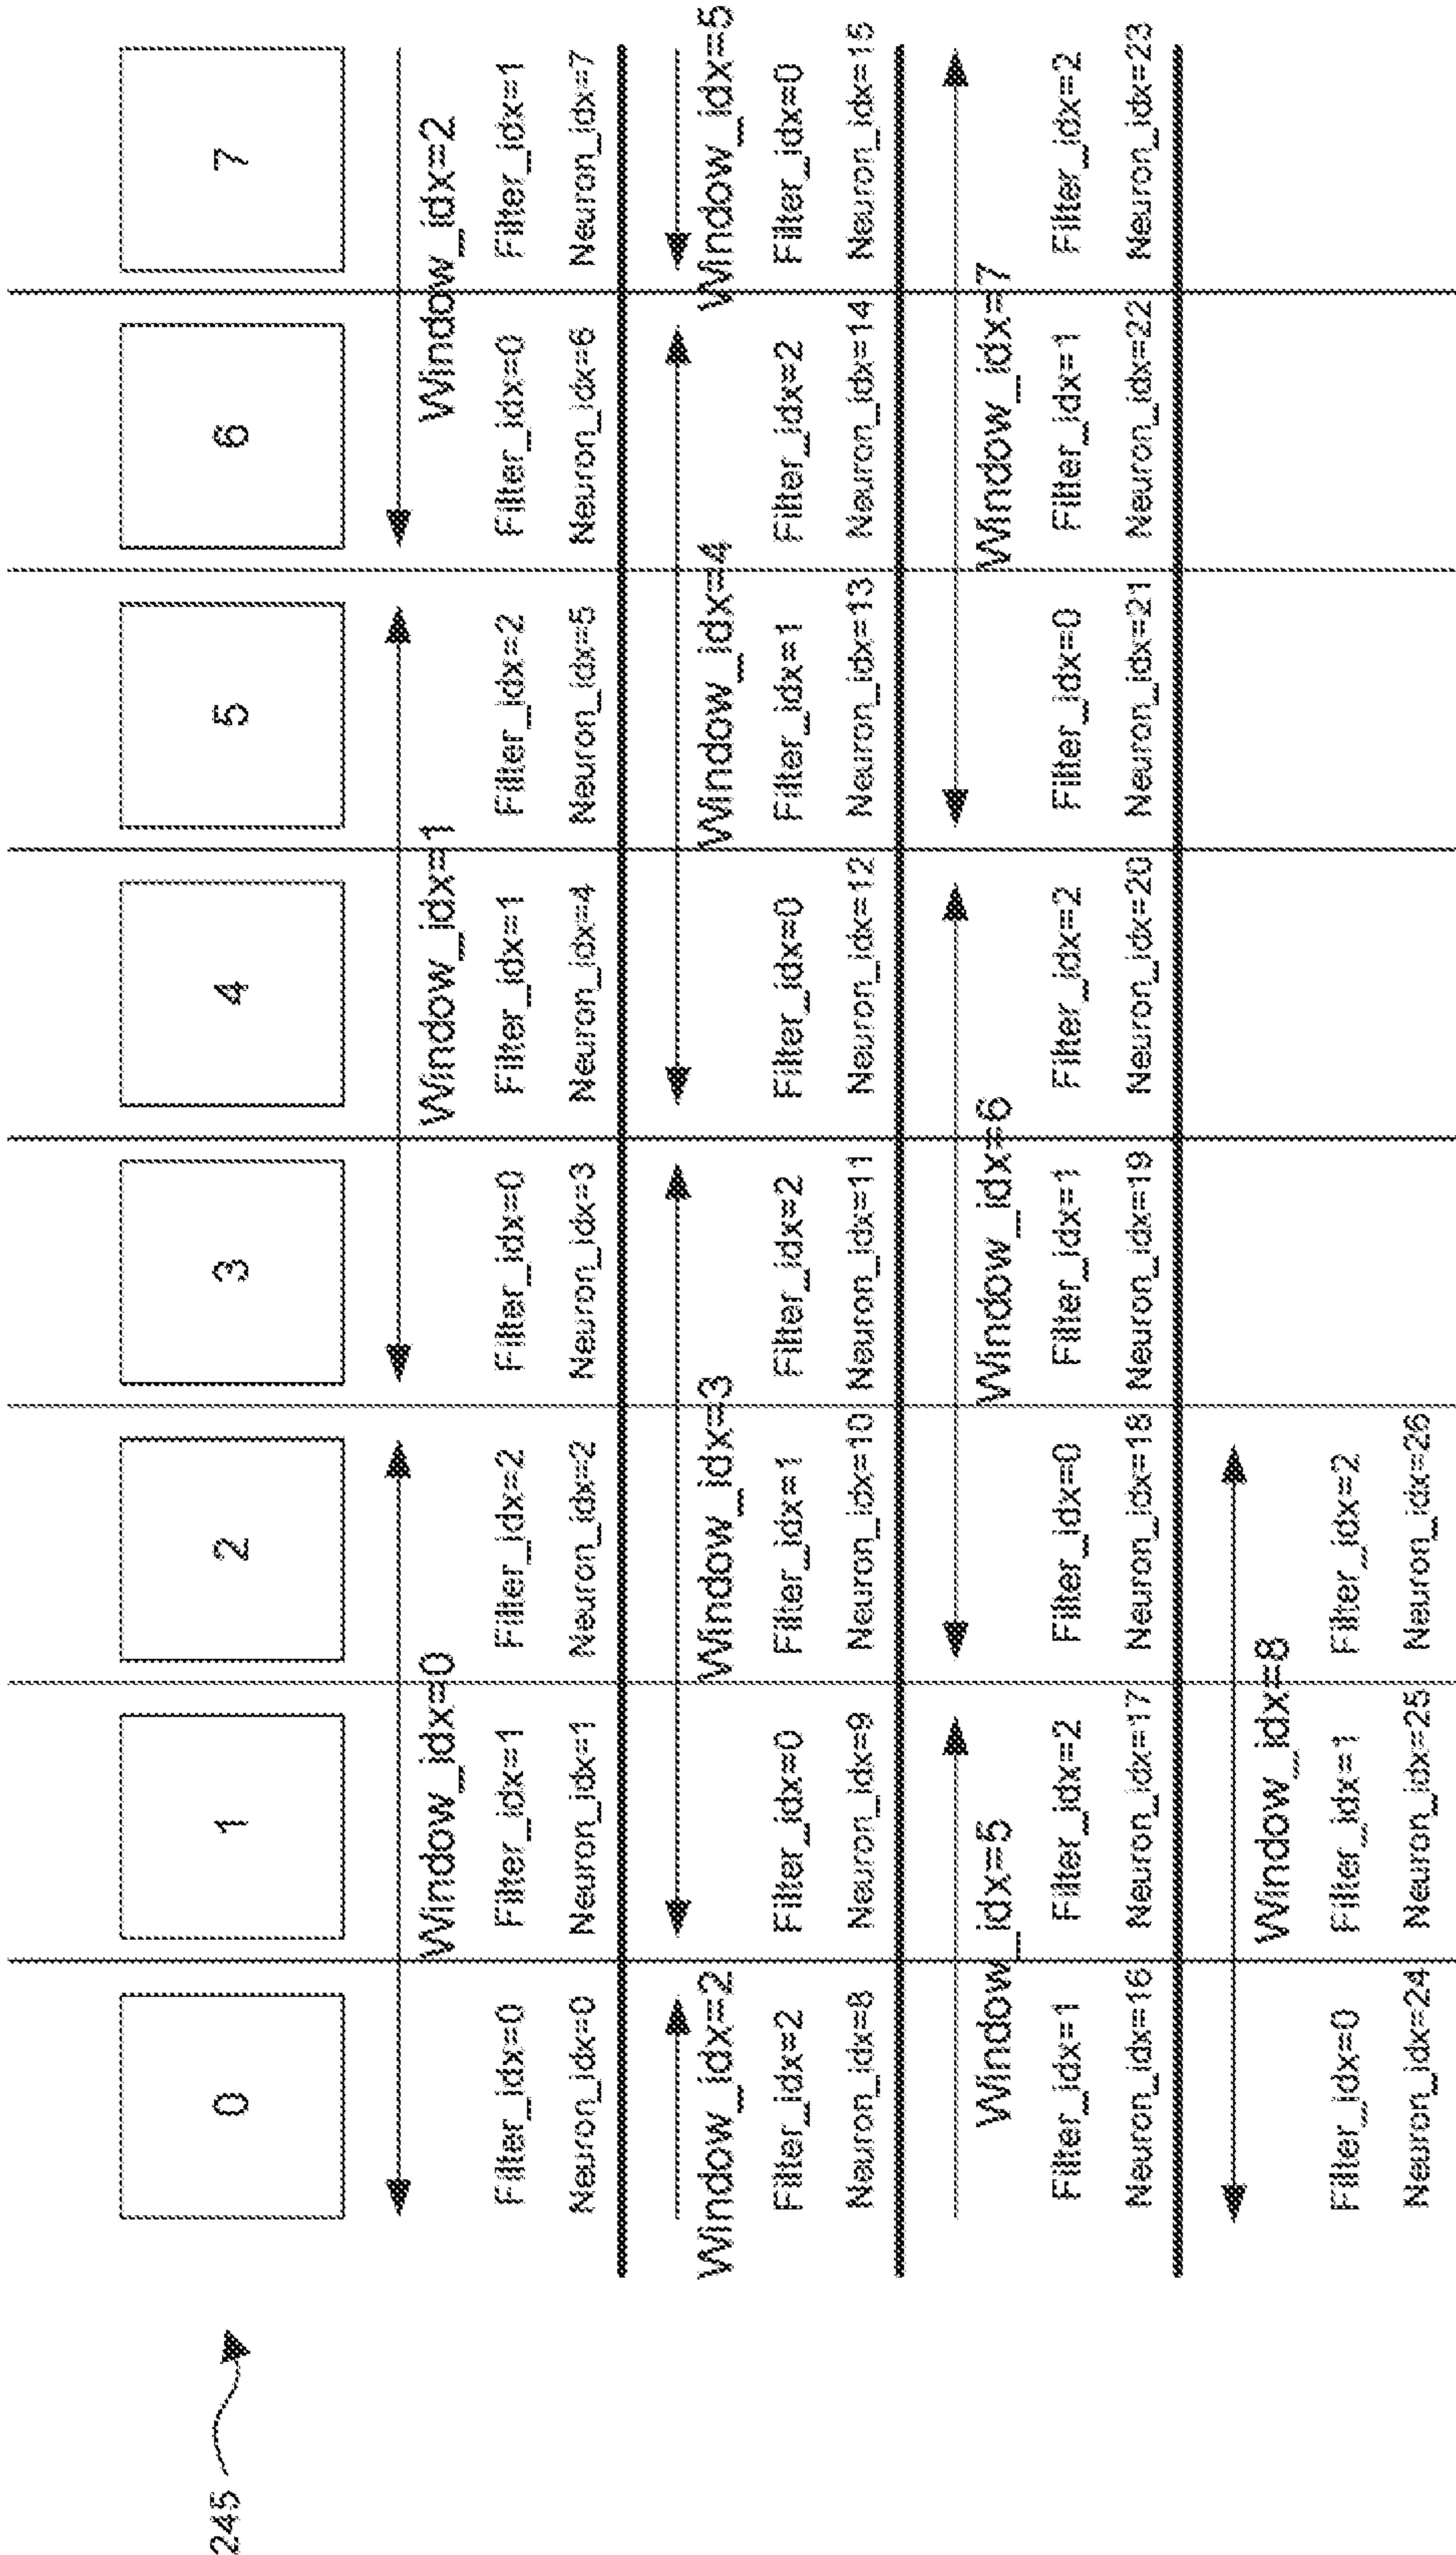 245
0 1 2 3 4 5 6 7
Window_idx=0 Window_idx=1 Window_idx=2
Filter_idx=0 Filter_idx=1 Filter_idx=2 Filter_idx=0 Filter_idx=1 Filter_idx=2 Filter_idx=0 Filter_idx=1
Neuron_idx=0 Neuron_idx=1 Neuron_idx=2 Neuron_idx=3 Neuron_idx=4 Neuron_idx=5 Neuron_idx=6 Neuron_idx=7
Window_idx=2 Window_idx=3 Window_idx=4 Window_idx=5
Filter_idx=2 Filter_idx=0 Filter_idx=1 Filter_idx=2 Filter_idx=0 Filter_idx=1 Filter_idx=2 Filter_idx=0
Neuron_idx=8 Neuron_idx=9 Neuron_idx=10 Neuron_idx=11 Neuron_idx=12 Neuron_idx=13 Neuron_idx=14 Neuron_idx=15
Window_idx=5 Window_idx=6 Window_idx=7
Filter_idx=1 Filter_idx=2 Filter_idx=0 Filter_idx=1 Filter_idx=2 Filter_idx=0 Filter_idx=1 Filter_idx=2
Neuron_idx=16 Neuron_idx=17 Neuron_idx=18 Neuron_idx=19 Neuron_idx=20 Neuron_idx=21 Neuron_idx=22 Neuron_idx=23
Window_idx=8
Filter_idx=0 Filter_idx=1 Filter_idx=2
Neuron_idx=24 Neuron_idx=25 Neuron_idx=26